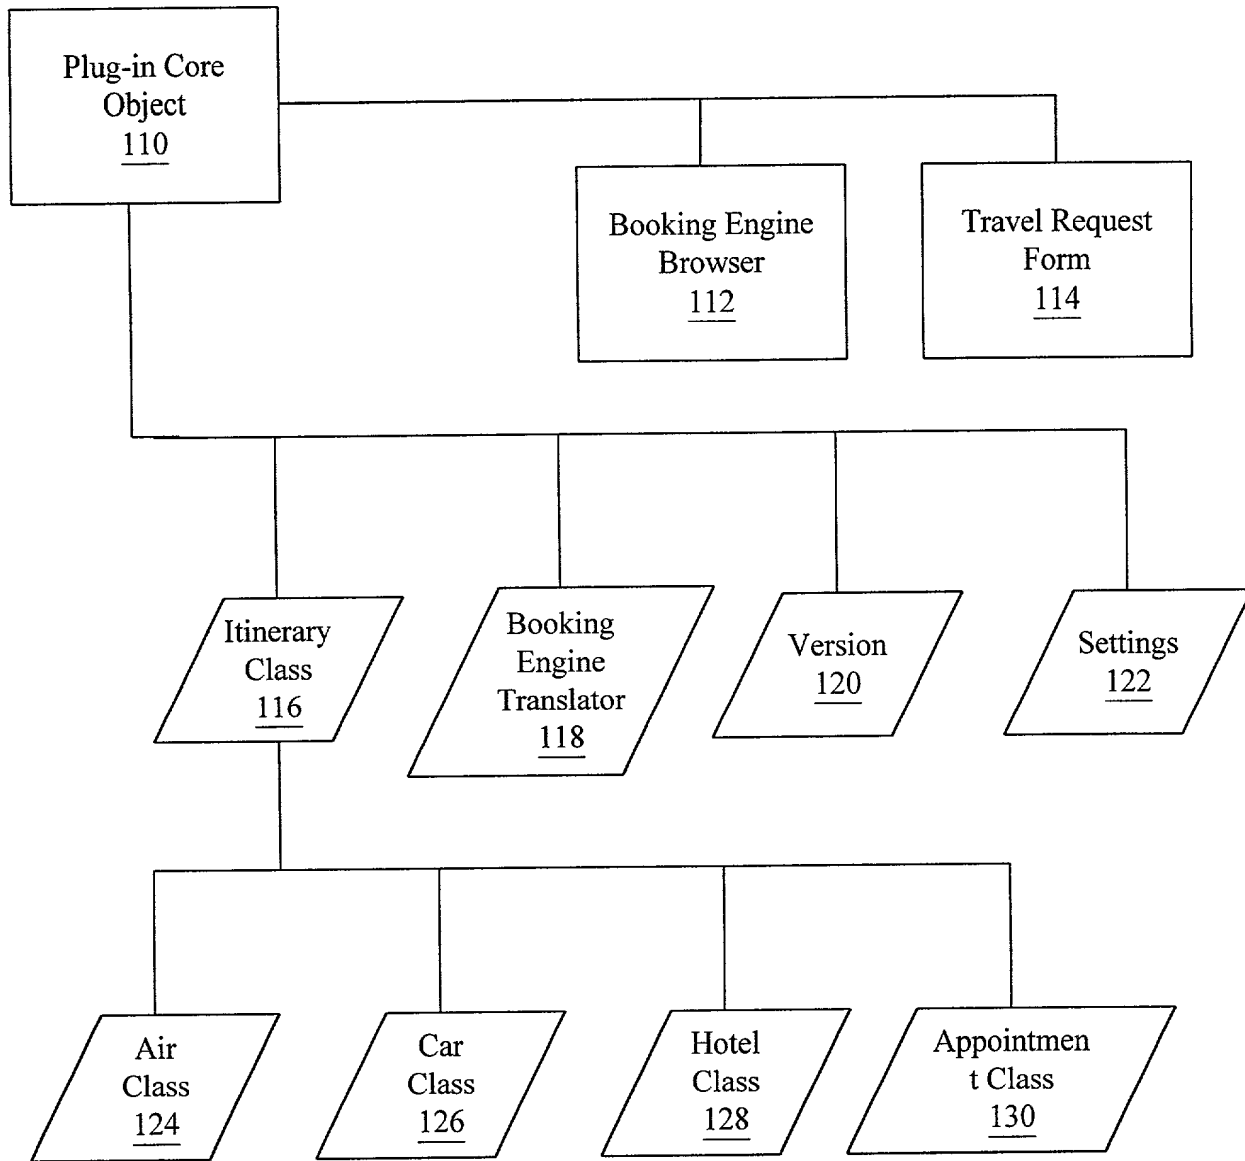 Plug-in Core
Object
110
Booking Engine
Browser
112
Travel Request
Form
114
Itinerary
Class
116
Booking
Engine
Translator
118
Version
120
Settings
122
Air
Class
124
Car
Class
126
Hotel
Class
128
Appointmen
t Class
130